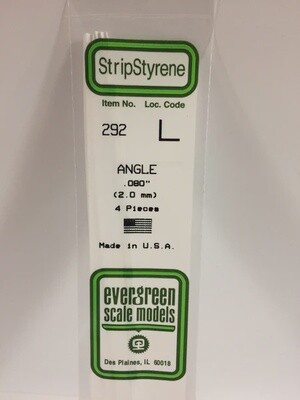 StripStyrene
Item No. Loc. Code
292 L
ANGLE
.080"
(2.0 mm)
4 Pieces
Made in U.S.A.
evergreen
scale models
Des Plaines, IL 60018